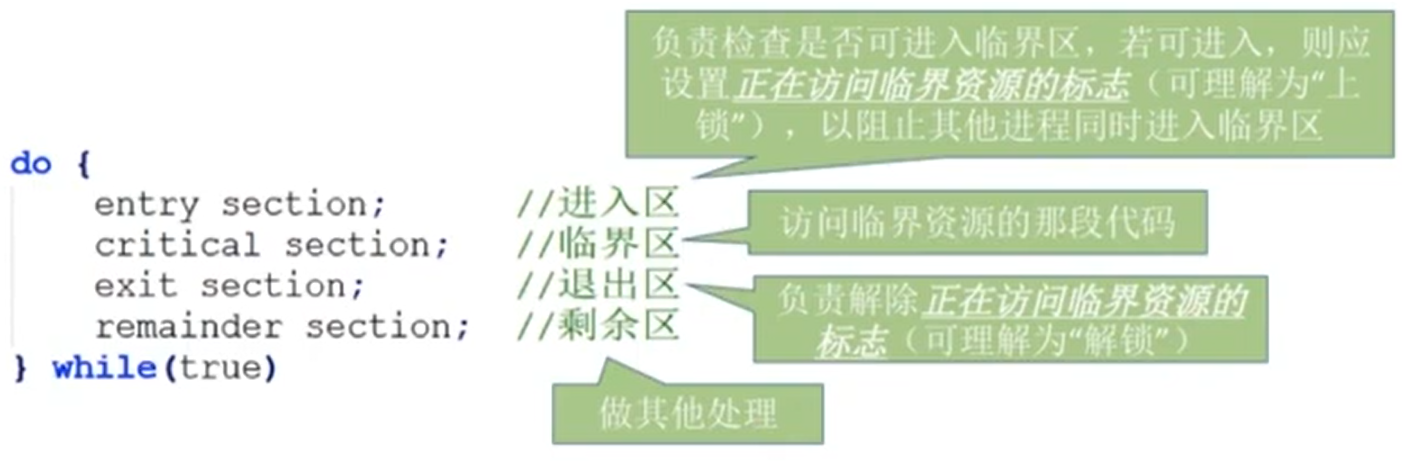 负责检查是否可进入临界区，若可进入，则应
设置正在访问临界资源的标志（可理解为“上
锁”），以阻止其他进程同时进入临界区
do {
entry section; //进入区
critical section; //临界区
访问临界资源的那段代码
exit section; //退出区
负责解除正在访问临界资源的
标志（可理解为“解锁”）
remainder section; //剩余区
} while(true)
做其他处理